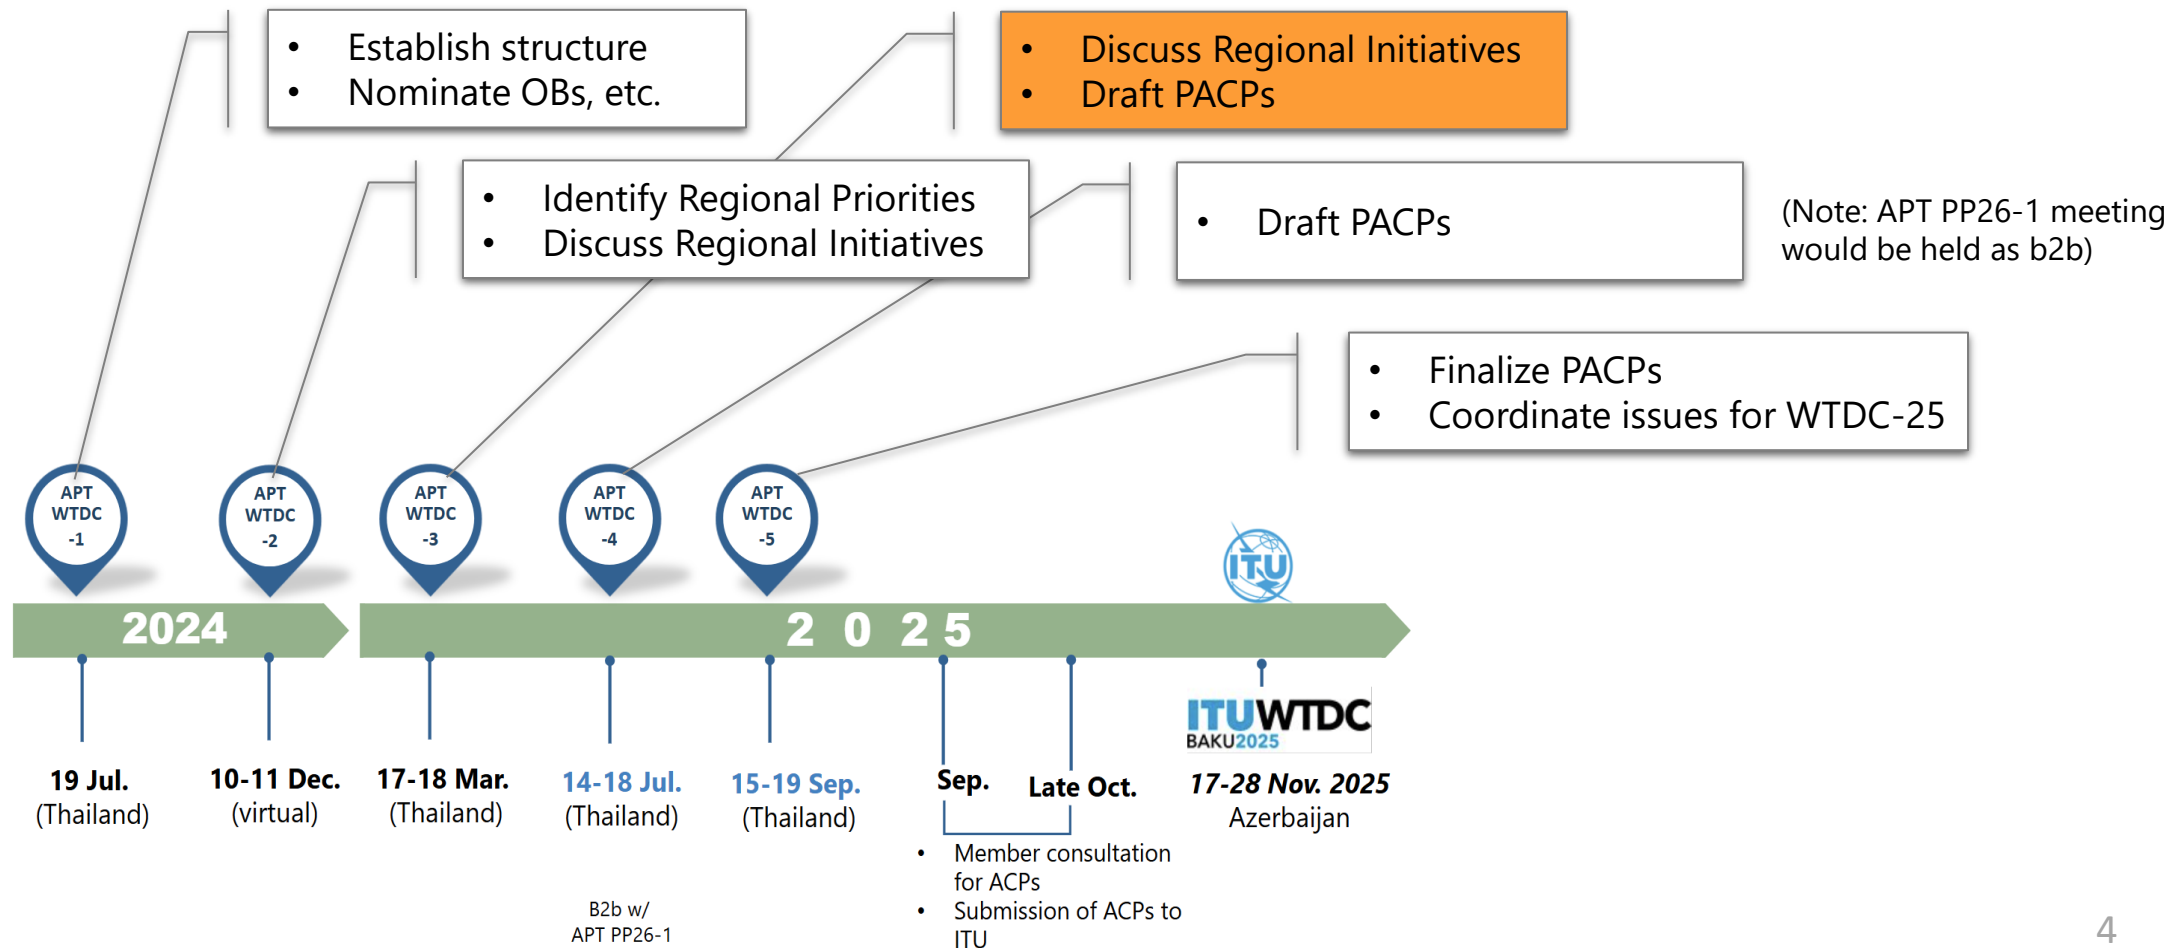 • Establish structure
• Nominate OBs, etc.
• Discuss Regional Initiatives
• Draft PACPs
• Identify Regional Priorities
• Discuss Regional Initiatives
• Draft PACPs
(Note: APT PP26-1 meeting
would be held as b2b)
• Finalize PACPs
• Coordinate issues for WTDC-25
APT
WTDC
-1
APT
WTDC
-2
APT
WTDC
-3
APT
WTDC
-4
APT
WTDC
-5
ITU
2024
2 0 2 5
ITUWTDC
BAKU2025
19 Jul.
(Thailand)
10-11 Dec.
(virtual)
17-18 Mar.
(Thailand)
14-18 Jul.
(Thailand)
15-19 Sep.
(Thailand)
Sep.
Late Oct.
17-28 Nov. 2025
Azerbaijan
• Member consultation
for ACPs
• Submission of ACPs to
ITU
B2b w/
APT PP26-1
4